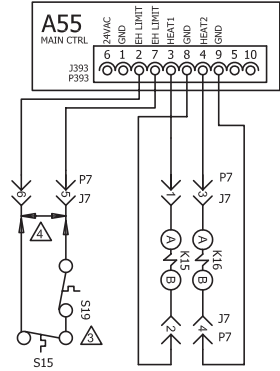 A55
MAIN CTRL
24VAC
GND
EH LIMIT
EH LIMIT
HEAT1
GND
HEAT2
GND
6 1 2 7 3 8 4 9 5 10
J393
P393
P7
J7
6 5 1 3
4
A A
K15 K16
B B
S19
3
S15
2 4
J7
P7